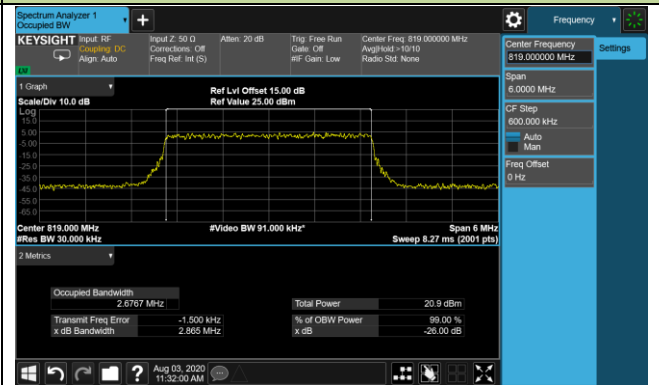 Spectrum Analyzer 1
Occupied BW
+
Frequency
KEYSIGHT
Input: RF
Coupling: DC
Align: Auto
Input Z: 50 Ω
Corrections: Off
Freq Ref: Int (S)
Atten: 20 dB
Trig: Free Run
Gate: Off
#IF Gain: Low
Center Freq: 819.000000 MHz
Avg|Hold:>10/10
Radio Std: None
LXI
Center Frequency
819.000000 MHz
Settings
Span
6.0000 MHz
CF Step
600.000 kHz
Auto
Man
Freq Offset
0 Hz
1 Graph
Scale/Div 10.0 dB
Ref Lvl Offset 15.00 dB
Ref Value 25.00 dBm
Log
15.0
5.00
-5.00
-15.0
-25.0
-35.0
-45.0
-55.0
-65.0
Center 819.000 MHz
#Video BW 91.000 kHz*
Span 6 MHz
#Res BW 30.000 kHz
Sweep 8.27 ms (2001 pts)
2 Metrics
Occupied Bandwidth
2.6767 MHz
Total Power 20.9 dBm
Transmit Freq Error -1.500 kHz
% of OBW Power 99.00 %
x dB Bandwidth 2.865 MHz
x dB -26.00 dB
?
Aug 03, 2020
11:32:00 AM